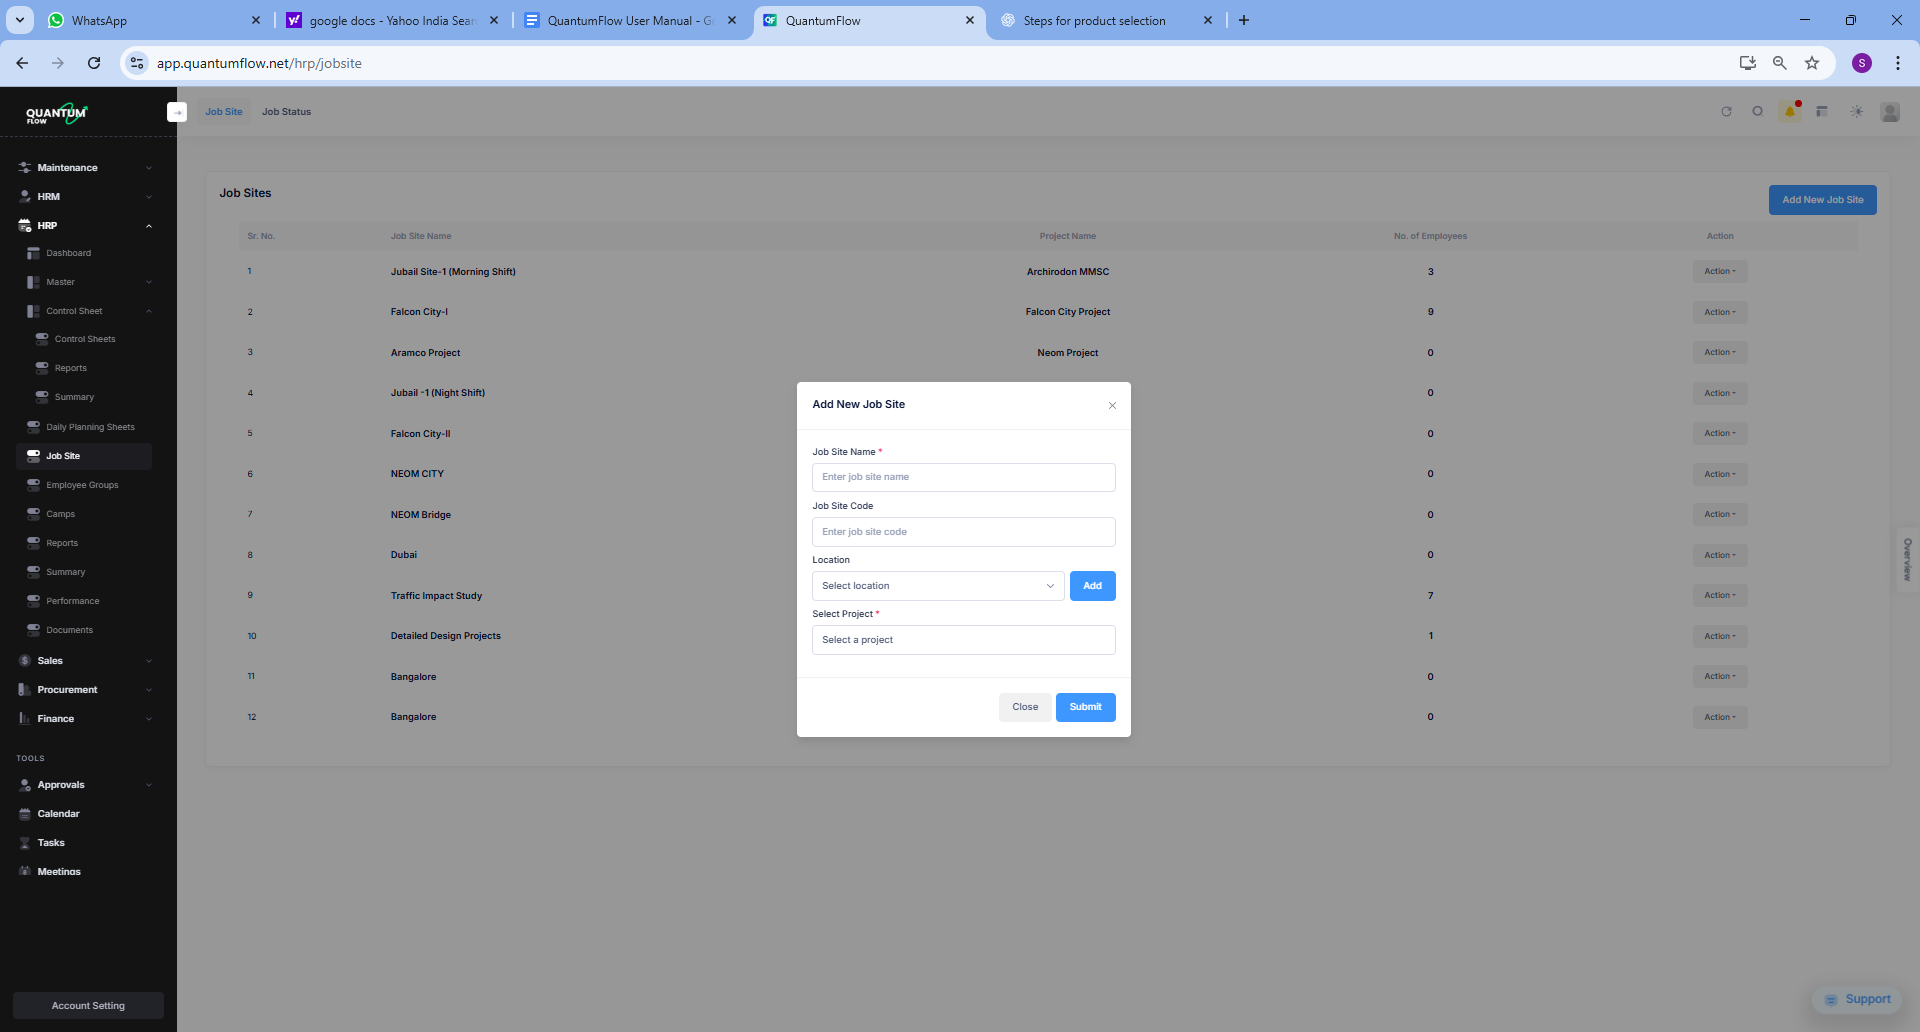 WhatsApp
google docs - Yahoo India Sear
QuantumFlow User Manual - G
QuantumFlow
Steps for product selection
app.quantumflow.net/hrp/jobsite
S
QUANTUM
FLOW
Job Site
Job Status
Maintenance
HRM
HRP
Dashboard
Master
Control Sheet
Control Sheets
Reports
Summary
Daily Planning Sheets
Job Site
Employee Groups
Camps
Reports
Summary
Performance
Documents
Sales
Procurement
Finance
TOOLS
Approvals
Calendar
Tasks
Meetings
Account Setting
Job Sites
Add New Job Site
Sr. No. Job Site Name Project Name No. of Employees Action
1 Jubail Site-1 (Morning Shift) Archirodon MMSC 3 Action
2 Falcon City-I Falcon City Project 9 Action
3 Aramco Project Neom Project 0 Action
4 Jubail -1 (Night Shift) 0 Action
5 Falcon City-II 0 Action
6 NEOM CITY 0 Action
7 NEOM Bridge 0 Action
8 Dubai 0 Action
9 Traffic Impact Study 7 Action
10 Detailed Design Projects 1 Action
11 Bangalore 0 Action
12 Bangalore 0 Action
Add New Job Site
Job Site Name *
Enter job site name
Job Site Code
Enter job site code
Location
Select location
Add
Select Project *
Select a project
Close
Submit
Overview
Support